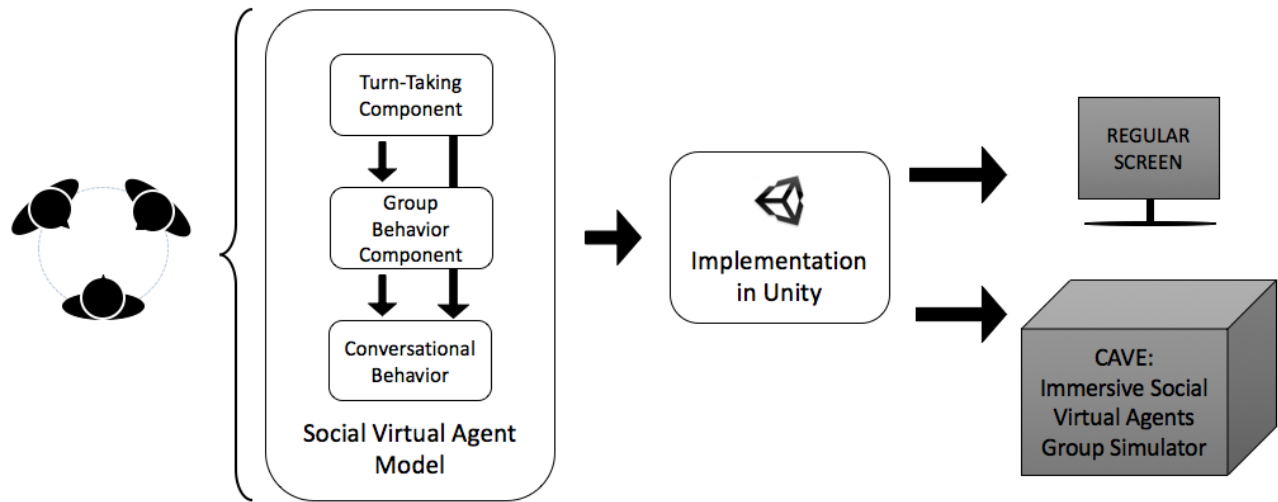 Turn-Taking
Component
Group
Behavior
Component
Conversational
Behavior
Social Virtual Agent
Model
Implementation
in Unity
REGULAR
SCREEN
CAVE:
Immersive Social
Virtual Agents
Group Simulator